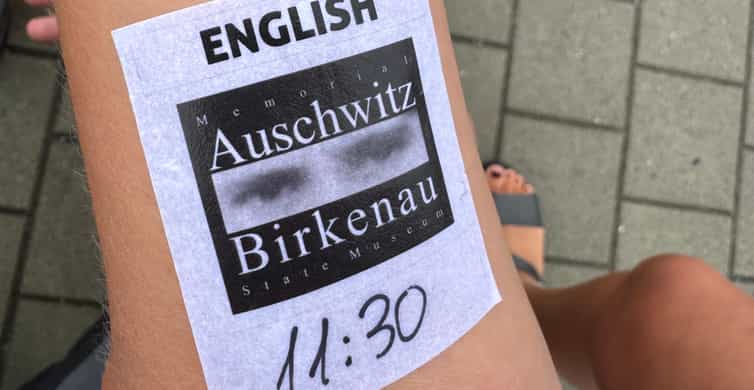 ENGLISH
Memorial
Auschwitz
Birkenau
State Museum
11:30